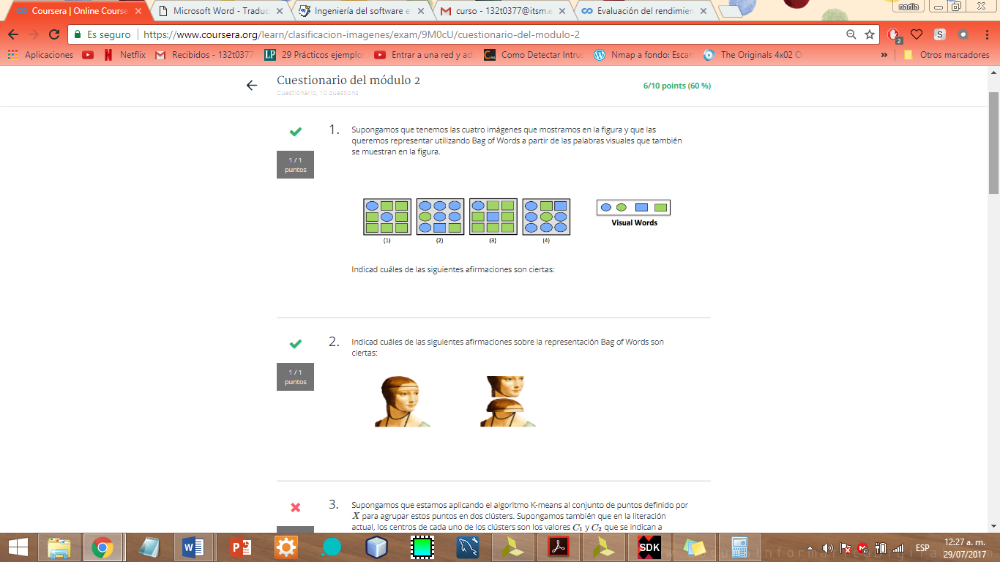 Coursera | Online Course
Microsoft Word - Traduc
Ingeniería del software e
curso - 132t0377@itsm.e
Evaluación del rendimien
nadia
Es seguro
https://www.coursera.org/learn/clasificacion-imagenes/exam/9M0cU/cuestionario-del-modulo-2
2
S
Aplicaciones
Netflix
Recibidos - 132t0377
LP
29 Prácticos ejemplo
Entrar a una red y ad
Como Detectar Intrus
Nmap a fondo: Escan
The Originals 4x02 O
»
Otros marcadores
Cuestionario del módulo 2
Cuestionario, 10 questions
6/10 points (60 %)
1.
Supongamos que tenemos las cuatro imágenes que mostramos en la figura y que las
queremos representar utilizando Bag of Words a partir de las palabras visuales que también
se muestran en la figura.
1 / 1
puntos
(1)
(2)
(3)
(4)
Visual Words
Indicad cuáles de las siguientes afirmaciones son ciertas:
2.
Indicad cuáles de las siguientes afirmaciones sobre la representación Bag of Words son
ciertas:
1 / 1
puntos
3.
Supongamos que estamos aplicando el algoritmo K-means al conjunto de puntos definido por
X para agrupar estos puntos en dos clústers. Supongamos también que en la literación
actual, los centros de cada uno de los clústers son los valores C₁ y C₂ que se indican a
SDK
ESP
12:27 a. m.
29/07/2017